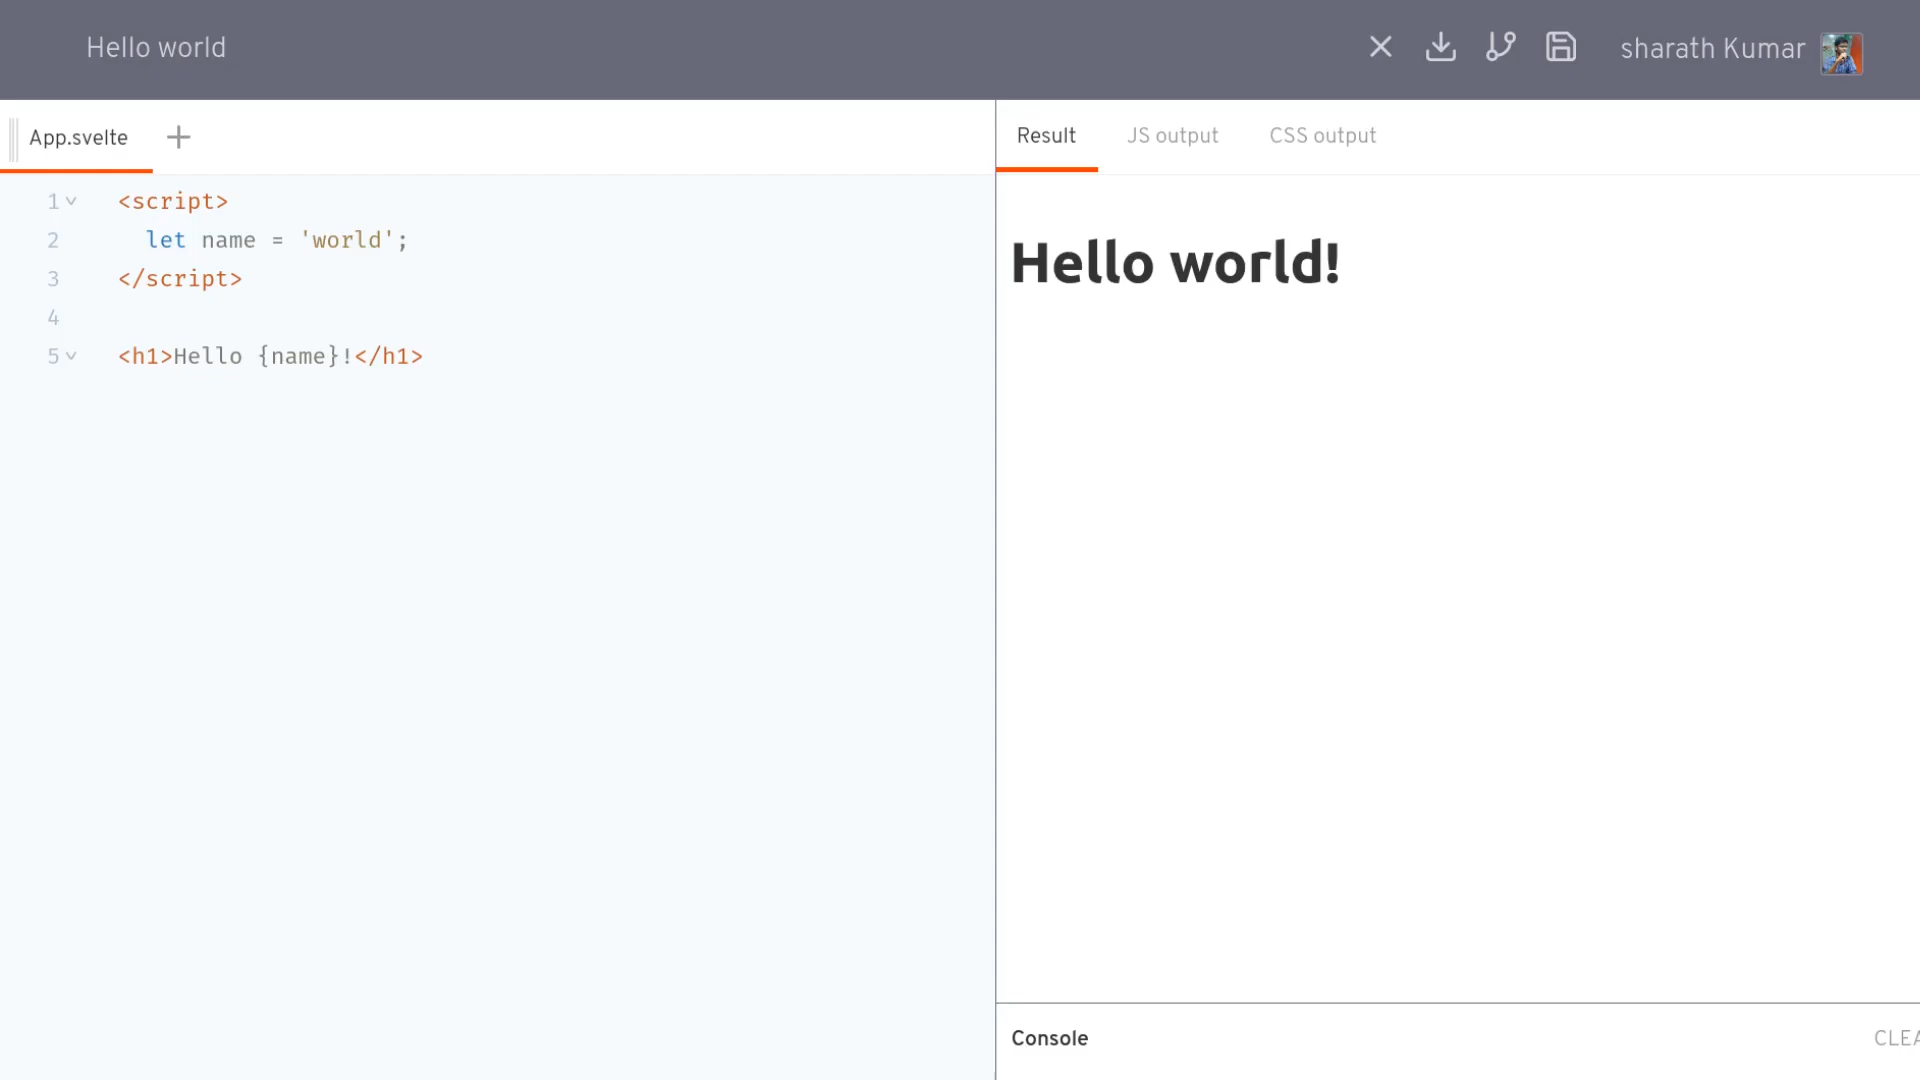 Hello world
sharath Kumar
App.svelte
Result JS output CSS output
1 <script>
2 let name = 'world';
3 </script>
4
5 <h1>Hello {name}!</h1>
Hello world!
Console
CLEA